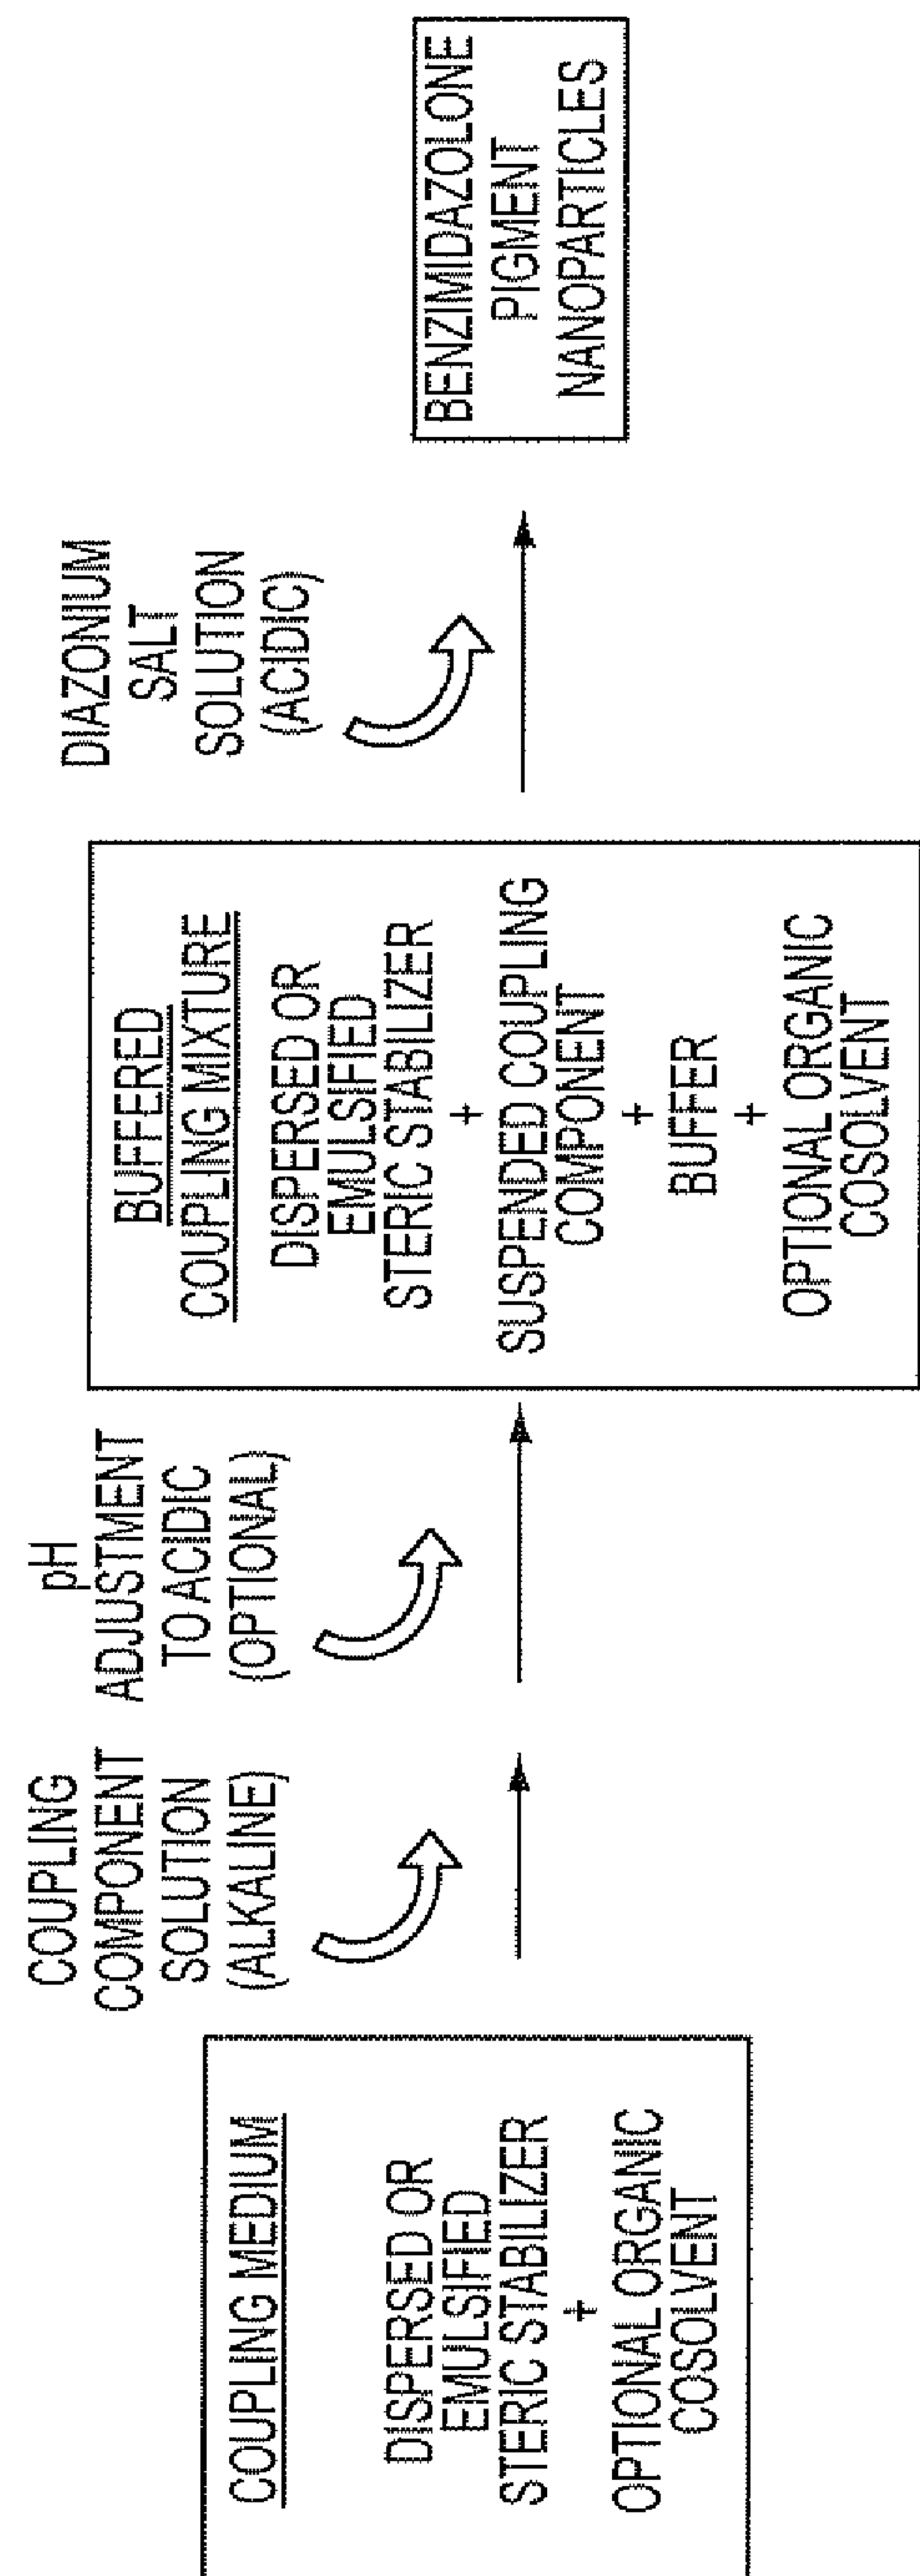 COUPLING MEDIUM
DISPERSED OR
EMULSIFIED
STERIC STABILIZER
+
OPTIONAL ORGANIC
COSOLVENT
COUPLING
COMPONENT
SOLUTION
(ALKALINE)
pH
ADJUSTMENT
TO ACIDIC
(OPTIONAL)
BUFFERED
COUPLING MIXTURE
DISPERSED OR
EMULSIFIED
STERIC STABILIZER
+
SUSPENDED COUPLING
COMPONENT
+
BUFFER
+
OPTIONAL ORGANIC
COSOLVENT
DIAZONIUM
SALT
SOLUTION
(ACIDIC)
BENZIMIDAZOLONE
PIGMENT
NANOPARTICLES